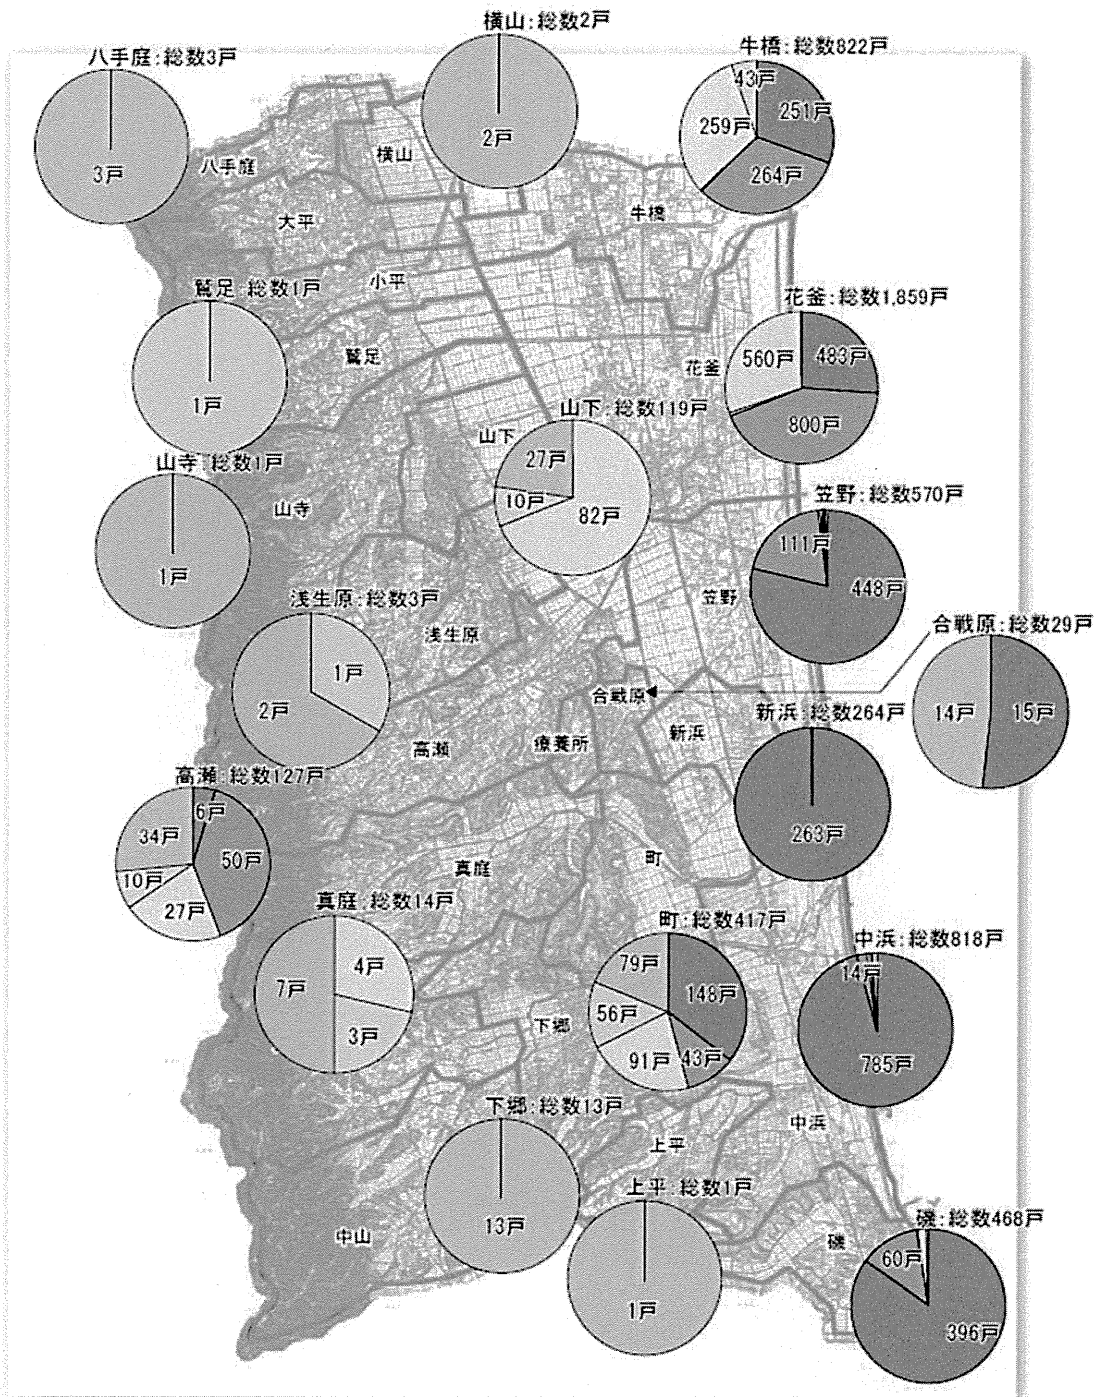 横山:総数2戸
八手庭:総数3戸
牛橋:総数822戸
43戸
251戸
259戸
264戸
2戸
3戸
八手庭
横山
大平
牛橋
小平
鷲足 総数1戸
花釜:総数1,859戸
鷲足
花釜
560戸
483戸
800戸
1戸
山下:総数119戸
山下
27戸
10戸
82戸
山寺 総数1戸
山寺
1戸
笠野:総数570戸
111戸
448戸
笠野
浅生原:総数3戸
浅生原
1戸
2戸
合戦原:総数29戸
14戸
15戸
合戦原
新浜:総数264戸
新浜
療養所
高瀬
263戸
高瀬:総数127戸
6戸
34戸
50戸
10戸
27戸
真庭
町
真庭:総数14戸
4戸
7戸
3戸
町:総数417戸
79戸
148戸
56戸
91戸
43戸
中浜:総数818戸
14戸
785戸
下郷
下郷:総数13戸
13戸
中浜
上平
上平:総数1戸
1戸
中山
磯
磯:総数468戸
60戸
396戸